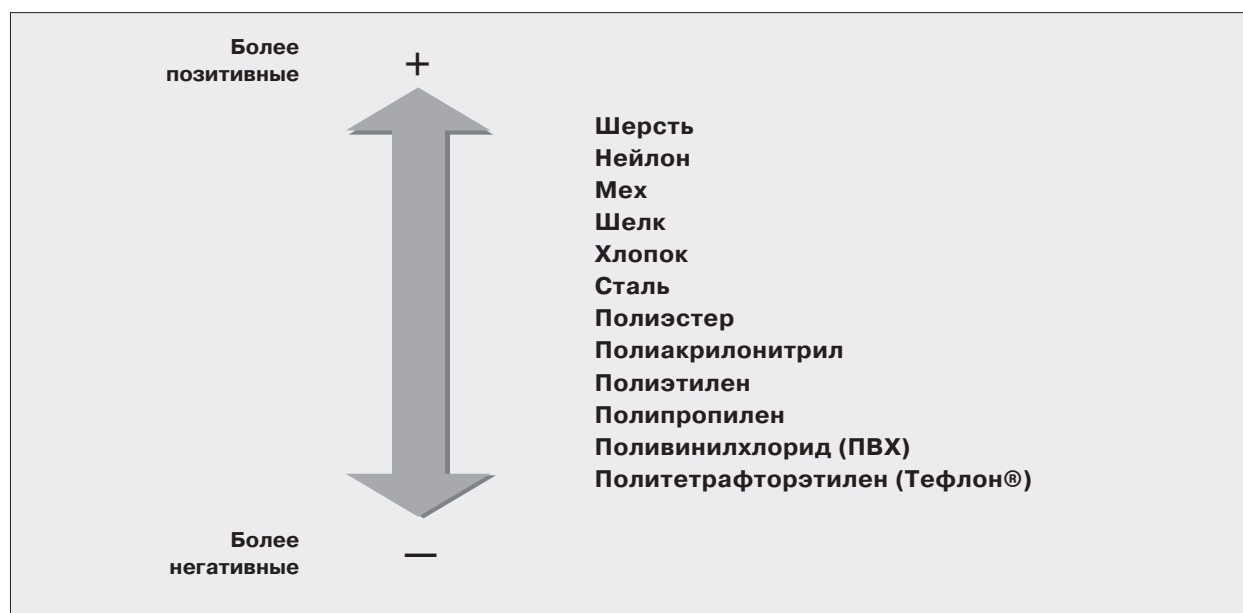 Более
позитивные
+
Шерсть
Нейлон
Мех
Шелк
Хлопок
Сталь
Полиэстер
Полиакрилонитрил
Полиэтилен
Полипропилен
Поливинилхлорид (ПВХ)
Политетрафторэтилен (Тефлон®)
Более
негативные
—